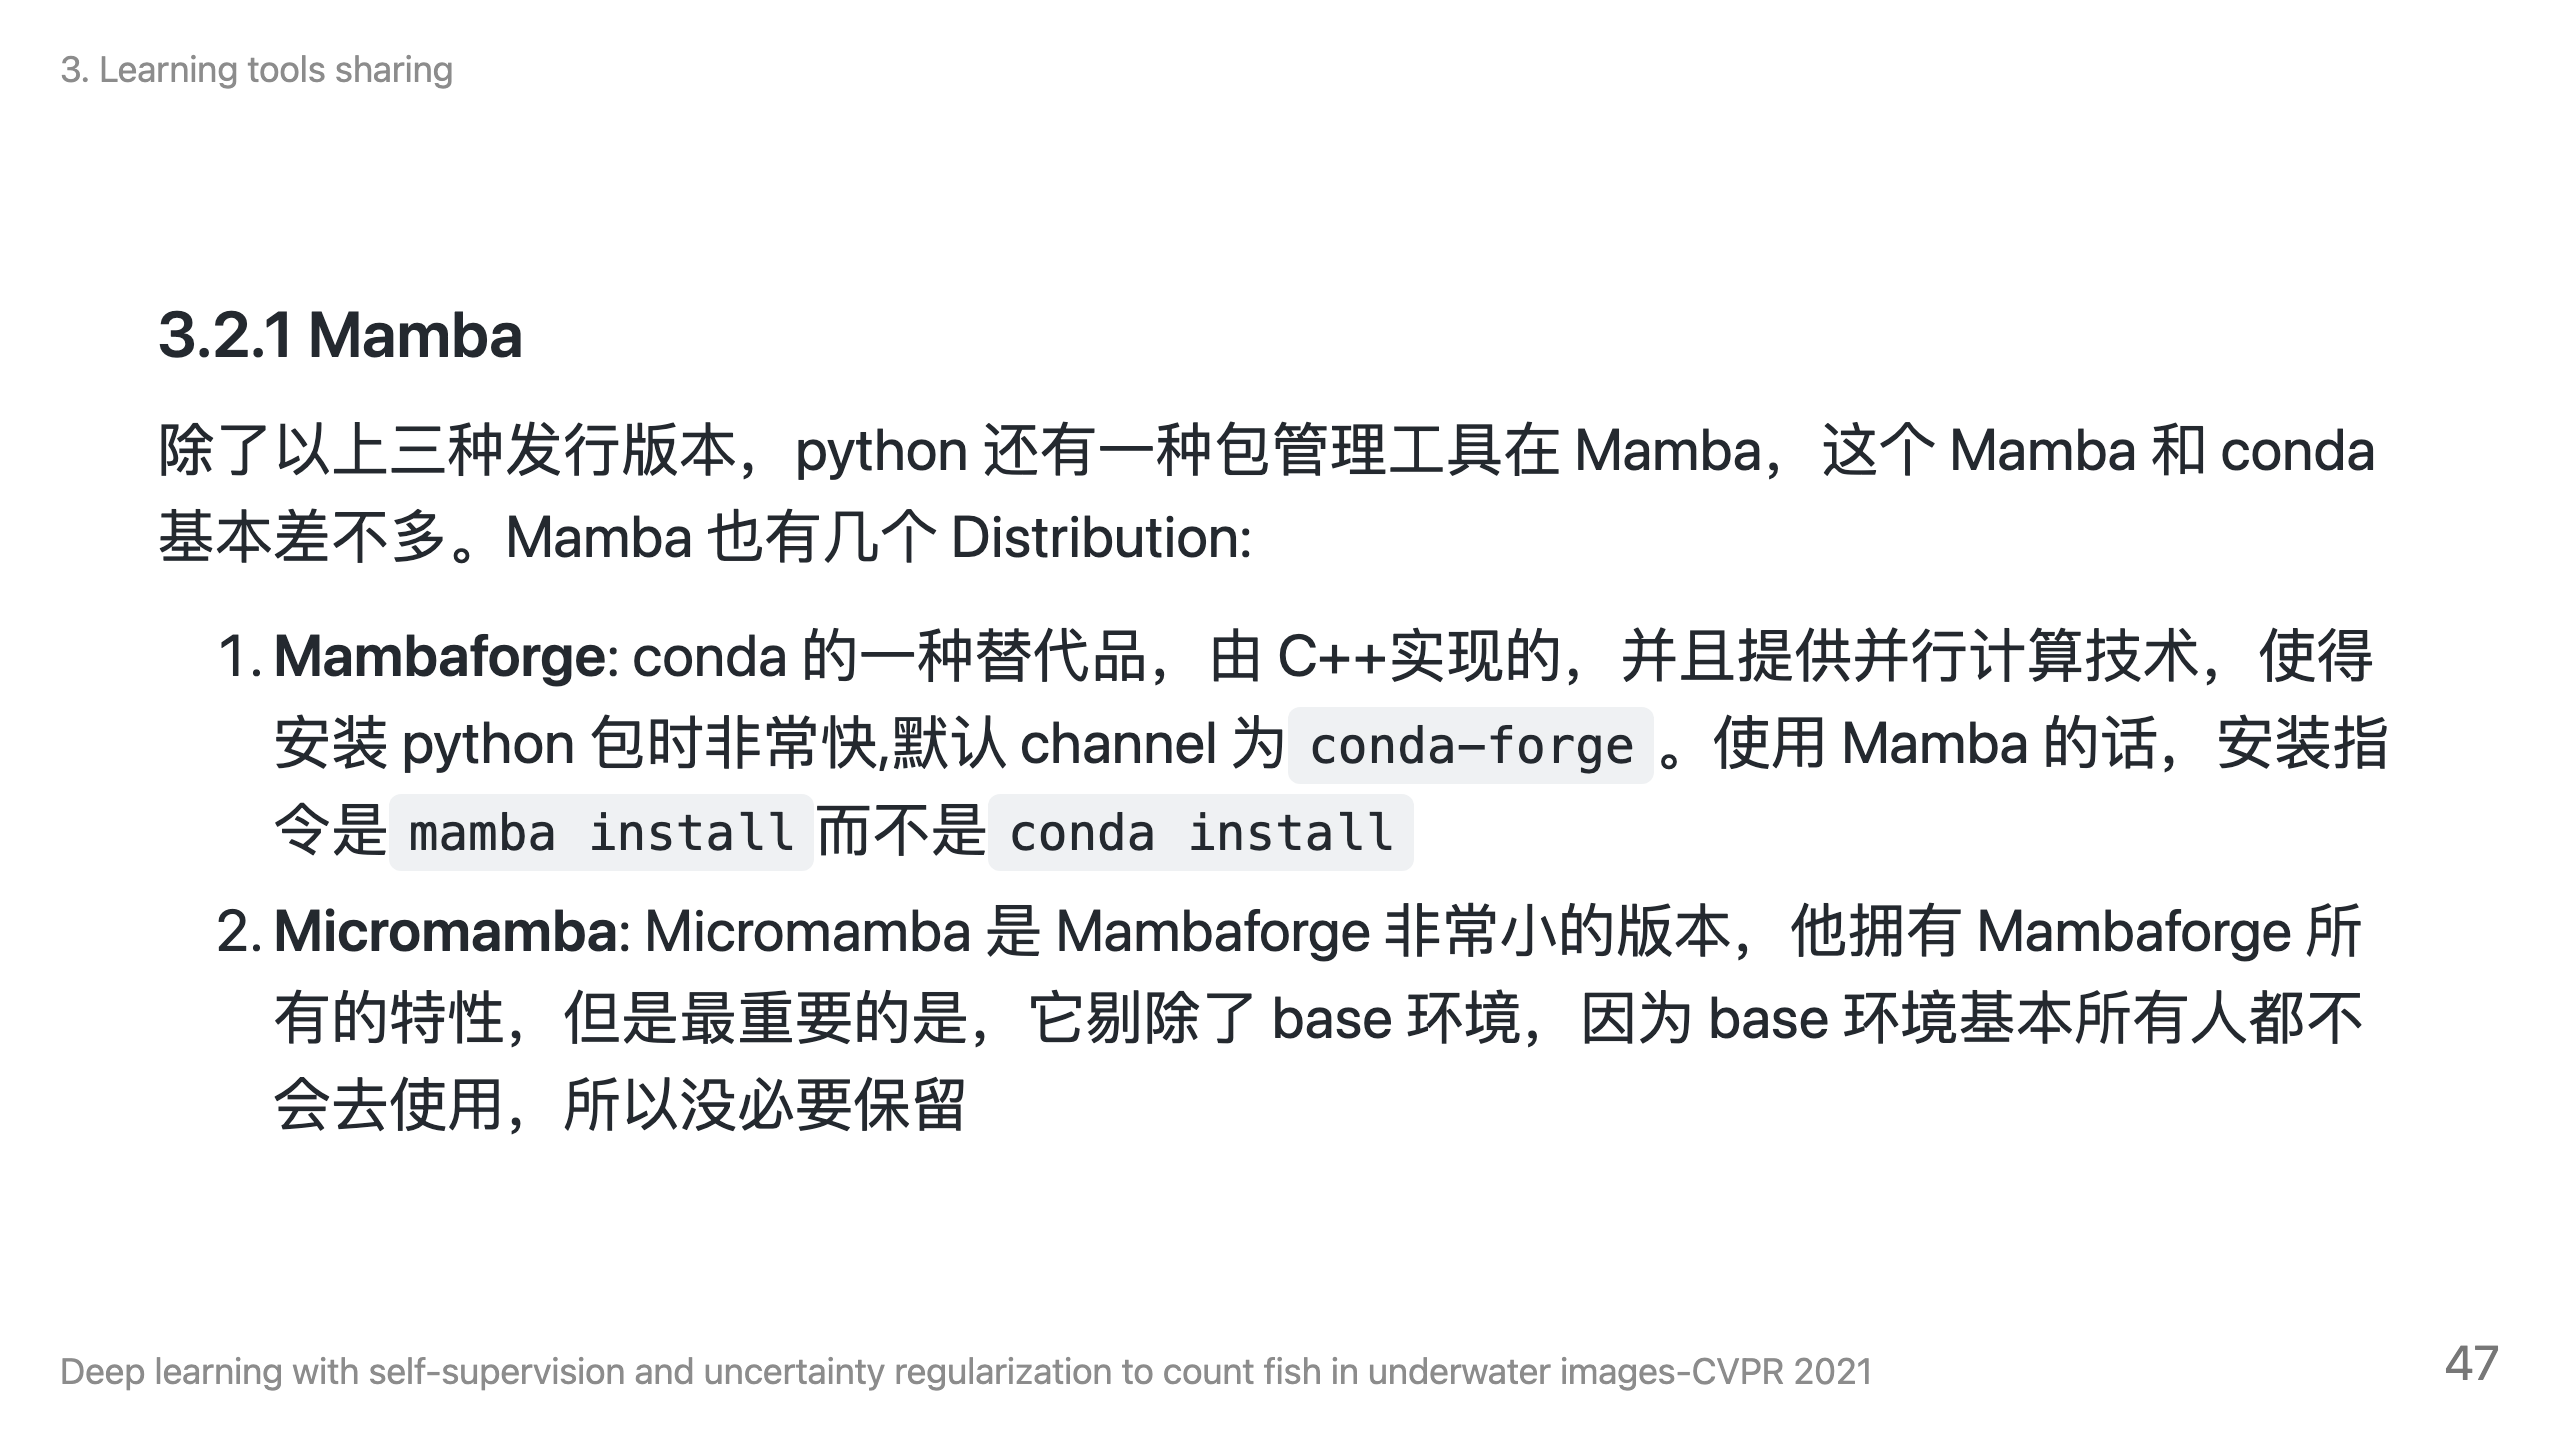 3. Learning tools sharing
3.2.1 Mamba
除了以上三种发行版本，python 还有一种包管理工具在 Mamba，这个 Mamba 和 conda
基本差不多。Mamba 也有几个 Distribution:
1. Mambaforge: conda 的一种替代品，由 C++实现的，并且提供并行计算技术，使得
安装 python 包时非常快,默认 channel 为 conda-forge 。使用 Mamba 的话，安装指
令是 mamba install 而不是 conda install
2. Micromamba: Micromamba 是 Mambaforge 非常小的版本，他拥有 Mambaforge 所
有的特性，但是最重要的是，它剔除了 base 环境，因为 base 环境基本所有人都不
会去使用，所以没必要保留
Deep learning with self-supervision and uncertainty regularization to count fish in underwater images-CVPR 2021
47